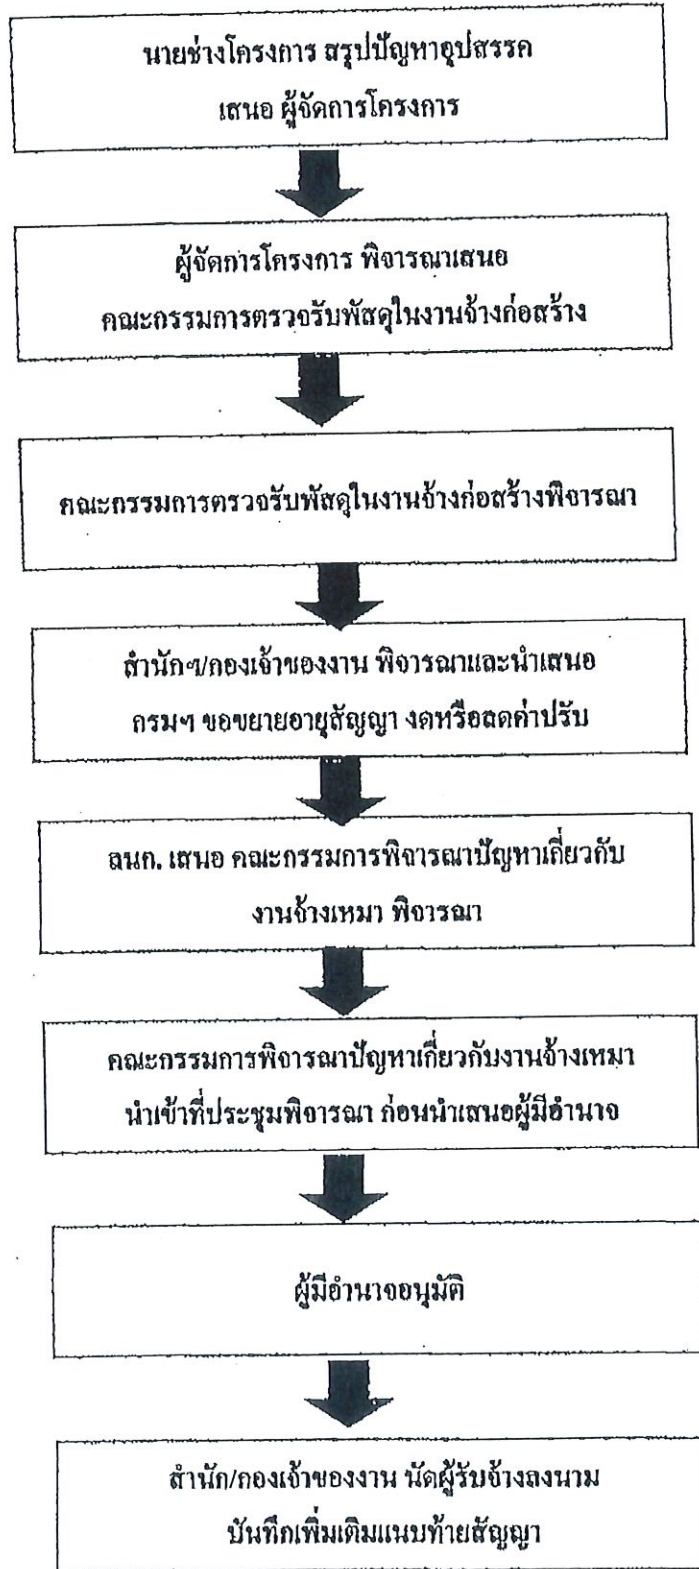 นายช่างโครงการ สรุปปัญหาอุปสรรค
เสนอ ผู้จัดการโครงการ
ผู้จัดการโครงการ พิจารณาเสนอ
คณะกรรมการตรวจรับพัสดุในงานจ้างก่อสร้าง
คณะกรรมการตรวจรับพัสดุในงานจ้างก่อสร้างพิจารณา
สำนักฯ/กองเจ้าของงาน พิจารณาและนำเสนอ
กรมฯ ขอขยายอายุสัญญา งดหรือลดค่าปรับ
ลนก. เสนอ คณะกรรมการพิจารณาปัญหาเกี่ยวกับ
งานจ้างเหมา พิจารณา
คณะกรรมการพิจารณาปัญหาเกี่ยวกับงานจ้างเหมา
นำเข้าที่ประชุมพิจารณา ก่อนนำเสนอผู้มีอำนาจ
ผู้มีอำนาจอนุมัติ
สำนัก/กองเจ้าของงาน นัดผู้รับจ้างลงนาม
บันทึกเพิ่มเติมแนบท้ายสัญญา